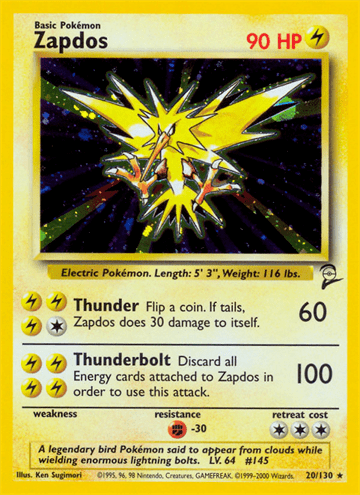 Basic Pokémon
Zapdos
90 HP
Electric Pokémon. Length: 5' 3", Weight: 116 lbs.
Thunder Flip a coin. If tails,
Zapdos does 30 damage to itself.
60
Thunderbolt Discard all
Energy cards attached to Zapdos in
order to use this attack.
100
weakness
resistance
retreat cost
-30
A legendary bird Pokémon said to appear from clouds while
wielding enormous lightning bolts. LV. 64 #145
Illus. Ken Sugimori
©1995, 96, 98 Nintendo, Creatures, GAMEFREAK. ©1999-2000 Wizards.
20/130 ★